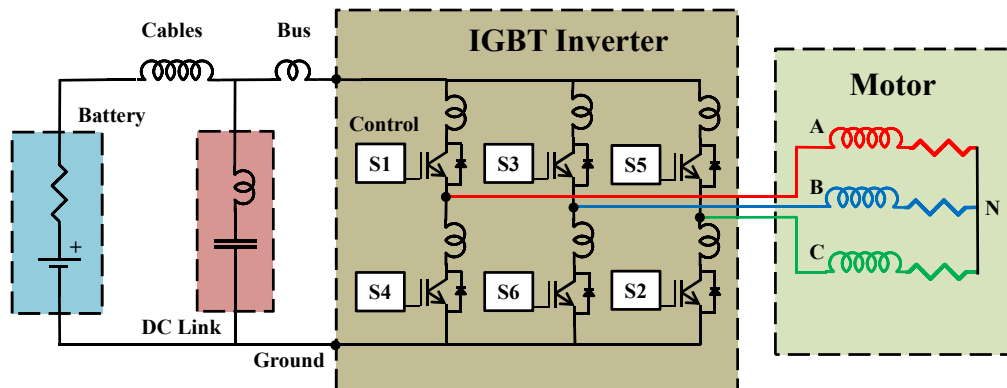 Cables
Bus
IGBT Inverter
Motor
Battery
Control
S1
S3
S5
A
B
N
C
+
S4
S6
S2
DC Link
Ground